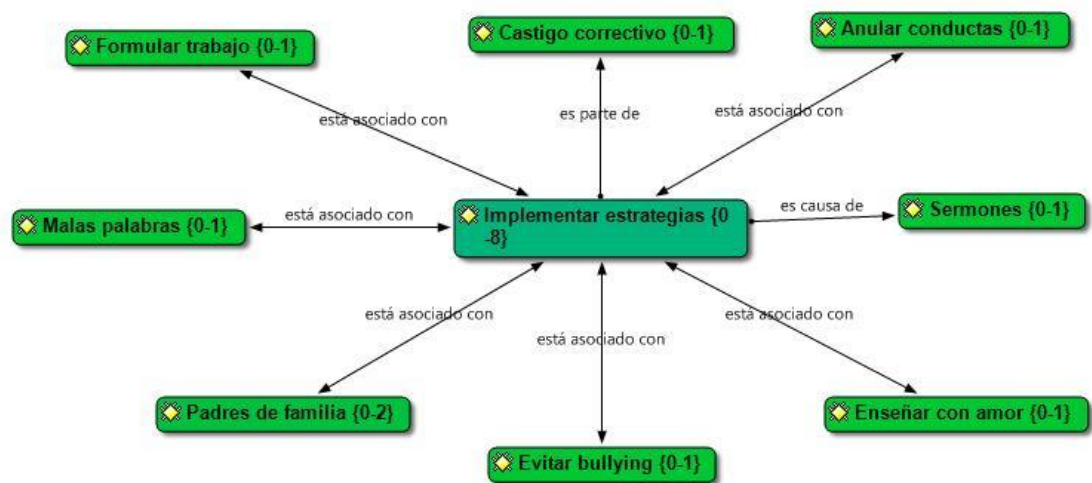 Formular trabajo {0-1}
Castigo correctivo {0-1}
Anular conductas {0-1}
está asociado con
es parte de
está asociado con
Malas palabras {0-1}
está asociado con
Implementar estrategias {0
-8}
es causa de
Sermones {0-1}
está asociado con
está asociado con
está asociado con
Padres de familia {0-2}
Evitar bullying {0-1}
Enseñar con amor {0-1}